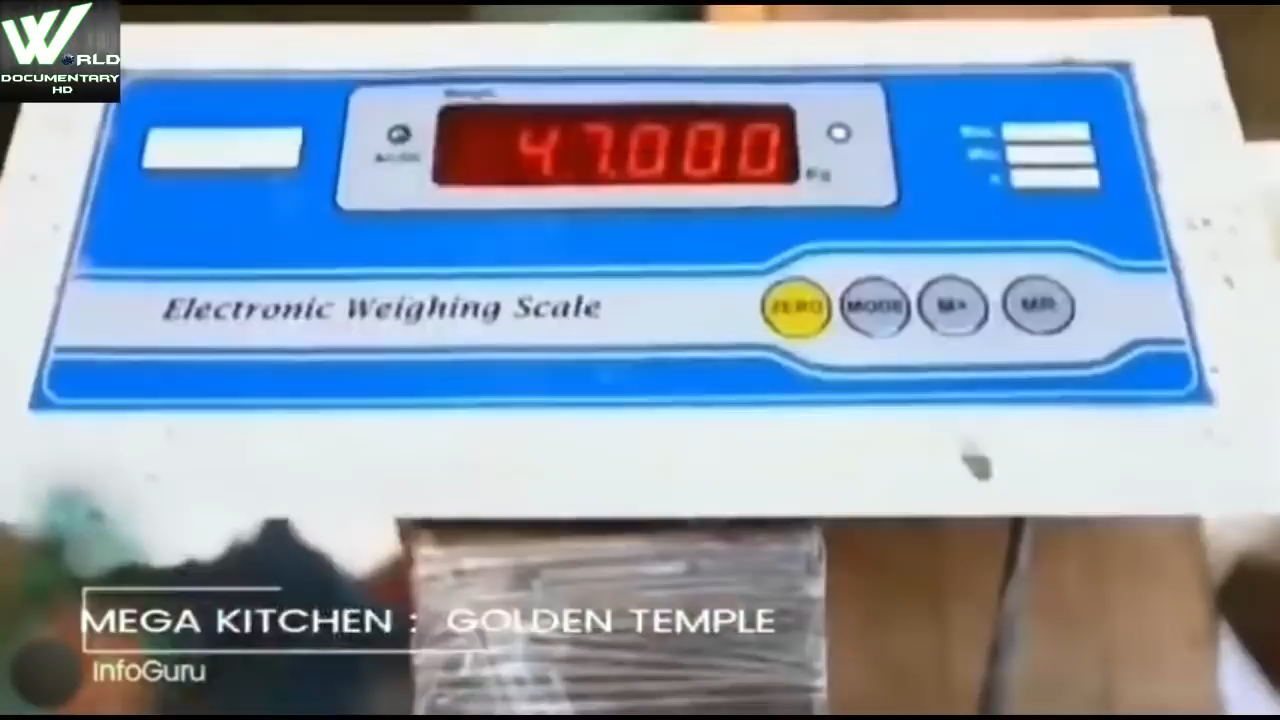 WORLD
DOCUMENTARY
HD
47.000
Kg
Electronic Weighing Scale
ZERO
MODE
M+
MR
MEGA KITCHEN : GOLDEN TEMPLE
InfoGuru